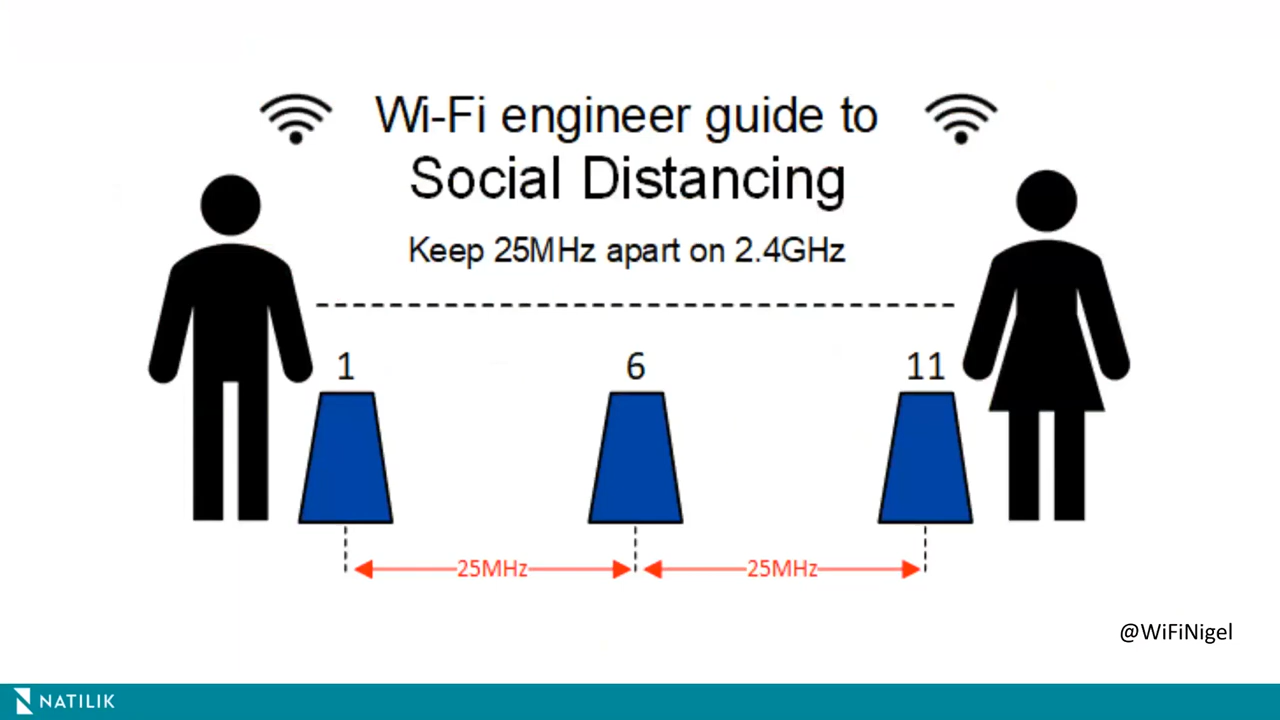 Wi-Fi engineer guide to
Social Distancing
Keep 25MHz apart on 2.4GHz
1 6 11
25MHz 25MHz
@WiFiNigel
NATILIK